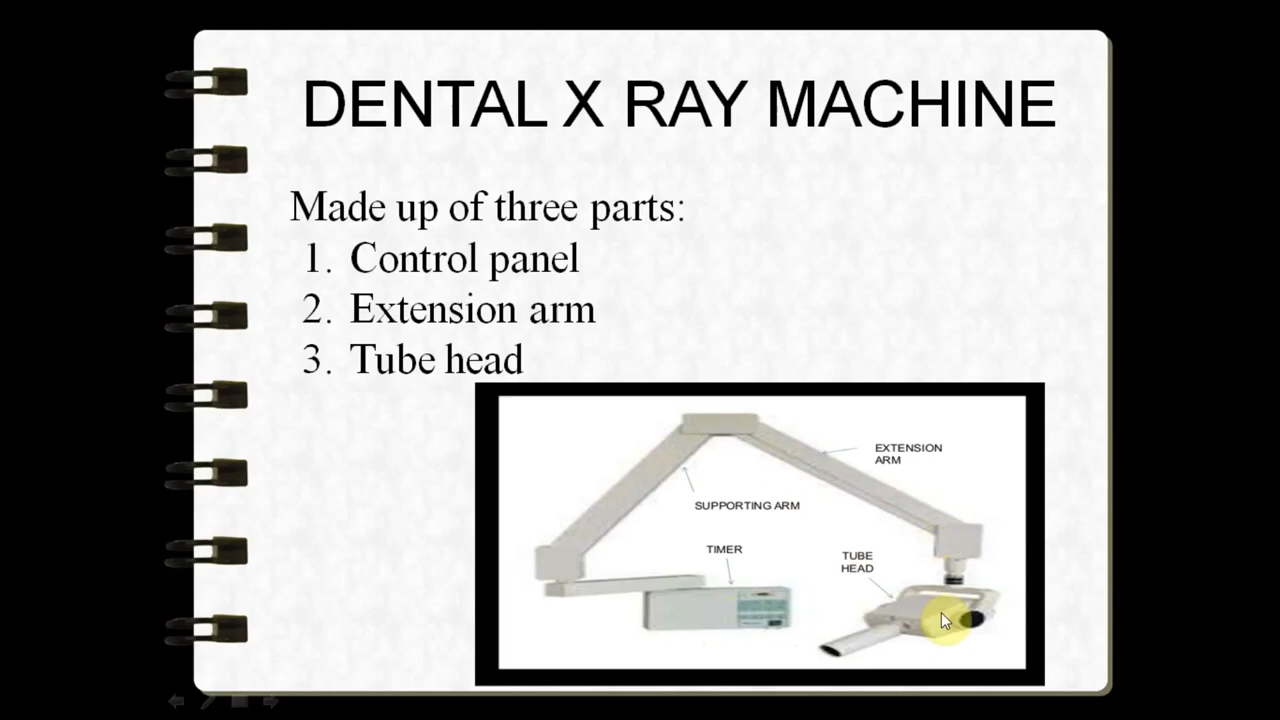 DENTAL X RAY MACHINE
Made up of three parts:
1. Control panel
2. Extension arm
3. Tube head
EXTENSION
ARM
SUPPORTING ARM
TIMER
TUBE
HEAD